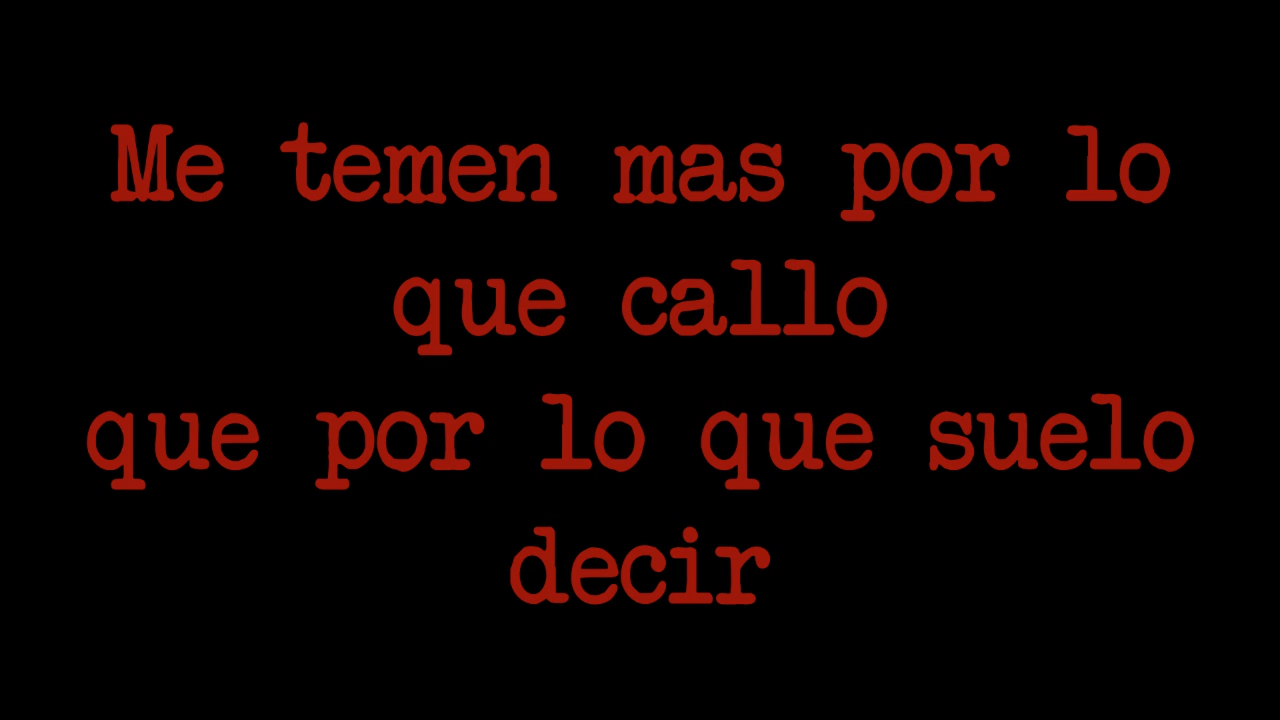 Me temen mas por lo
que callo
que por lo que suelo
decir